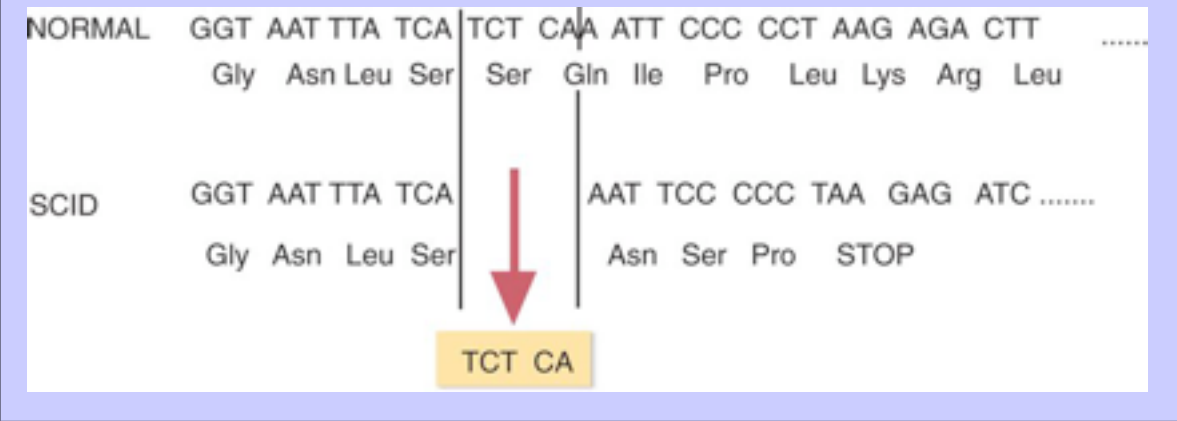 NORMAL GGT AAT TTA TCA TCT CAA ATT CCC CCT AAG AGA CTT ......
Gly Asn Leu Ser Ser Gln Ile Pro Leu Lys Arg Leu
SCID GGT AAT TTA TCA AAT TCC CCC TAA GAG ATC .......
Gly Asn Leu Ser Asn Ser Pro STOP
TCT CA